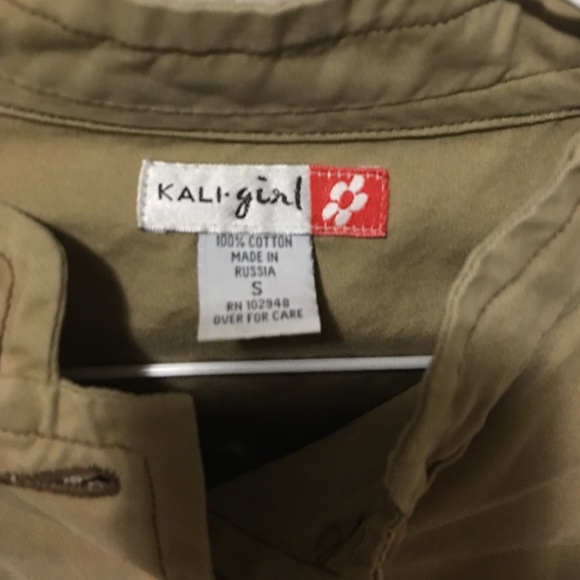 KALI·girl
100% COTTON
MADE IN
RUSSIA
S
RN 102948
OVER FOR CARE